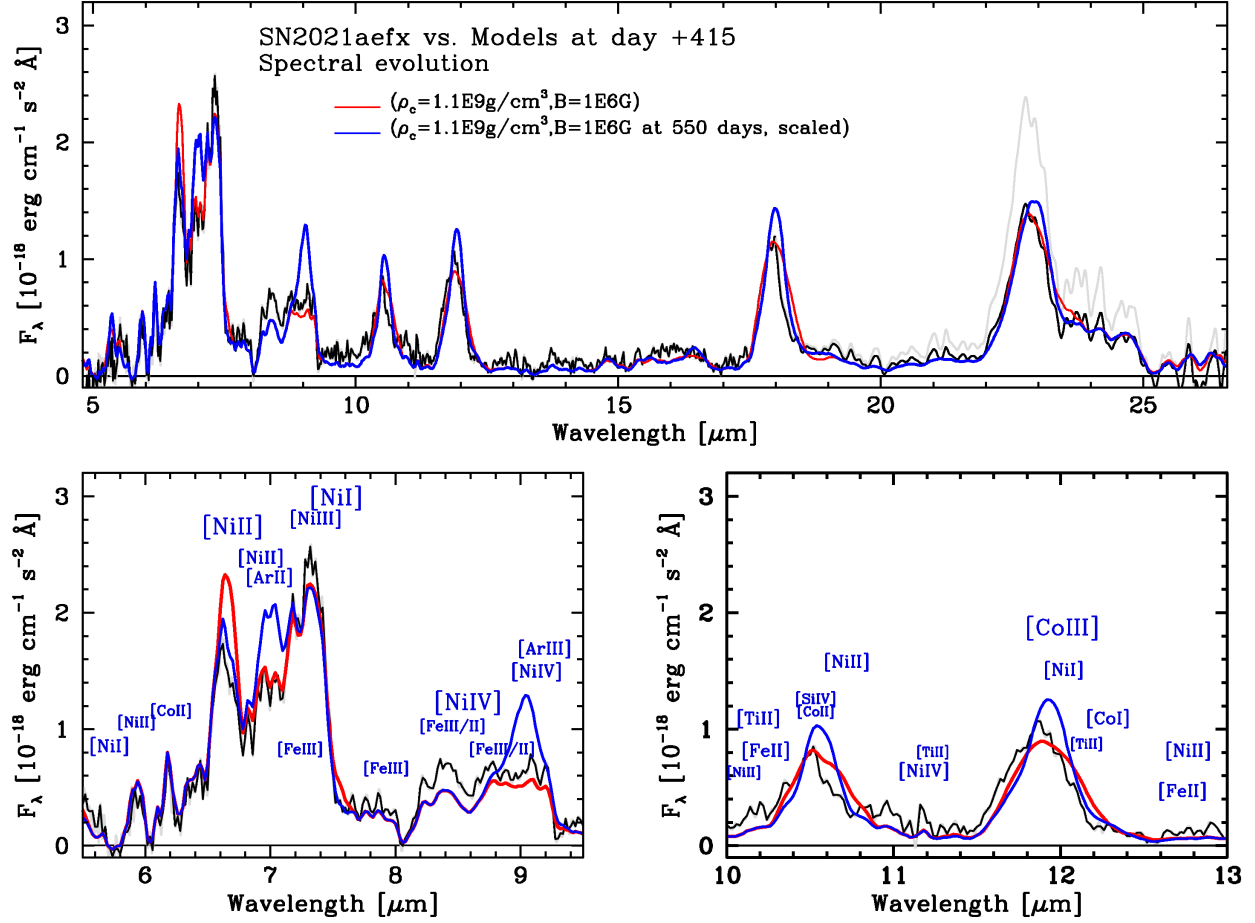 SN2021aefx vs. Models at day +415
Spectral evolution
(ρc=1.1E9g/cm³,B=1E6G)
(ρc=1.1E9g/cm³,B=1E6G at 550 days, scaled)
3
2
1
0
Fλ [10⁻¹⁸ erg cm⁻¹ s⁻² Å]
5 10 15 20 25
Wavelength [μm]
3
2
1
0
Fλ [10⁻¹⁸ erg cm⁻¹ s⁻² Å]
[NiI]
[NiIII]
[NiII]
[NiII]
[ArII]
[ArIII]
[NiIV]
[NiIV]
[CoII]
[NiII]
[NiI]
[FeIII/II]
[FeIII/II]
[FeIII]
[FeIII]
6 7 8 9
Wavelength [μm]
3
2
1
0
Fλ [10⁻¹⁸ erg cm⁻¹ s⁻² Å]
[CoIII]
[NiII]
[NiI]
[SiIV]
[CoII]
[TiII]
[CoI]
[FeII]
[TiII]
[TiII]
[NiIV]
[NiII]
[NiII]
[FeII]
10 11 12 13
Wavelength [μm]